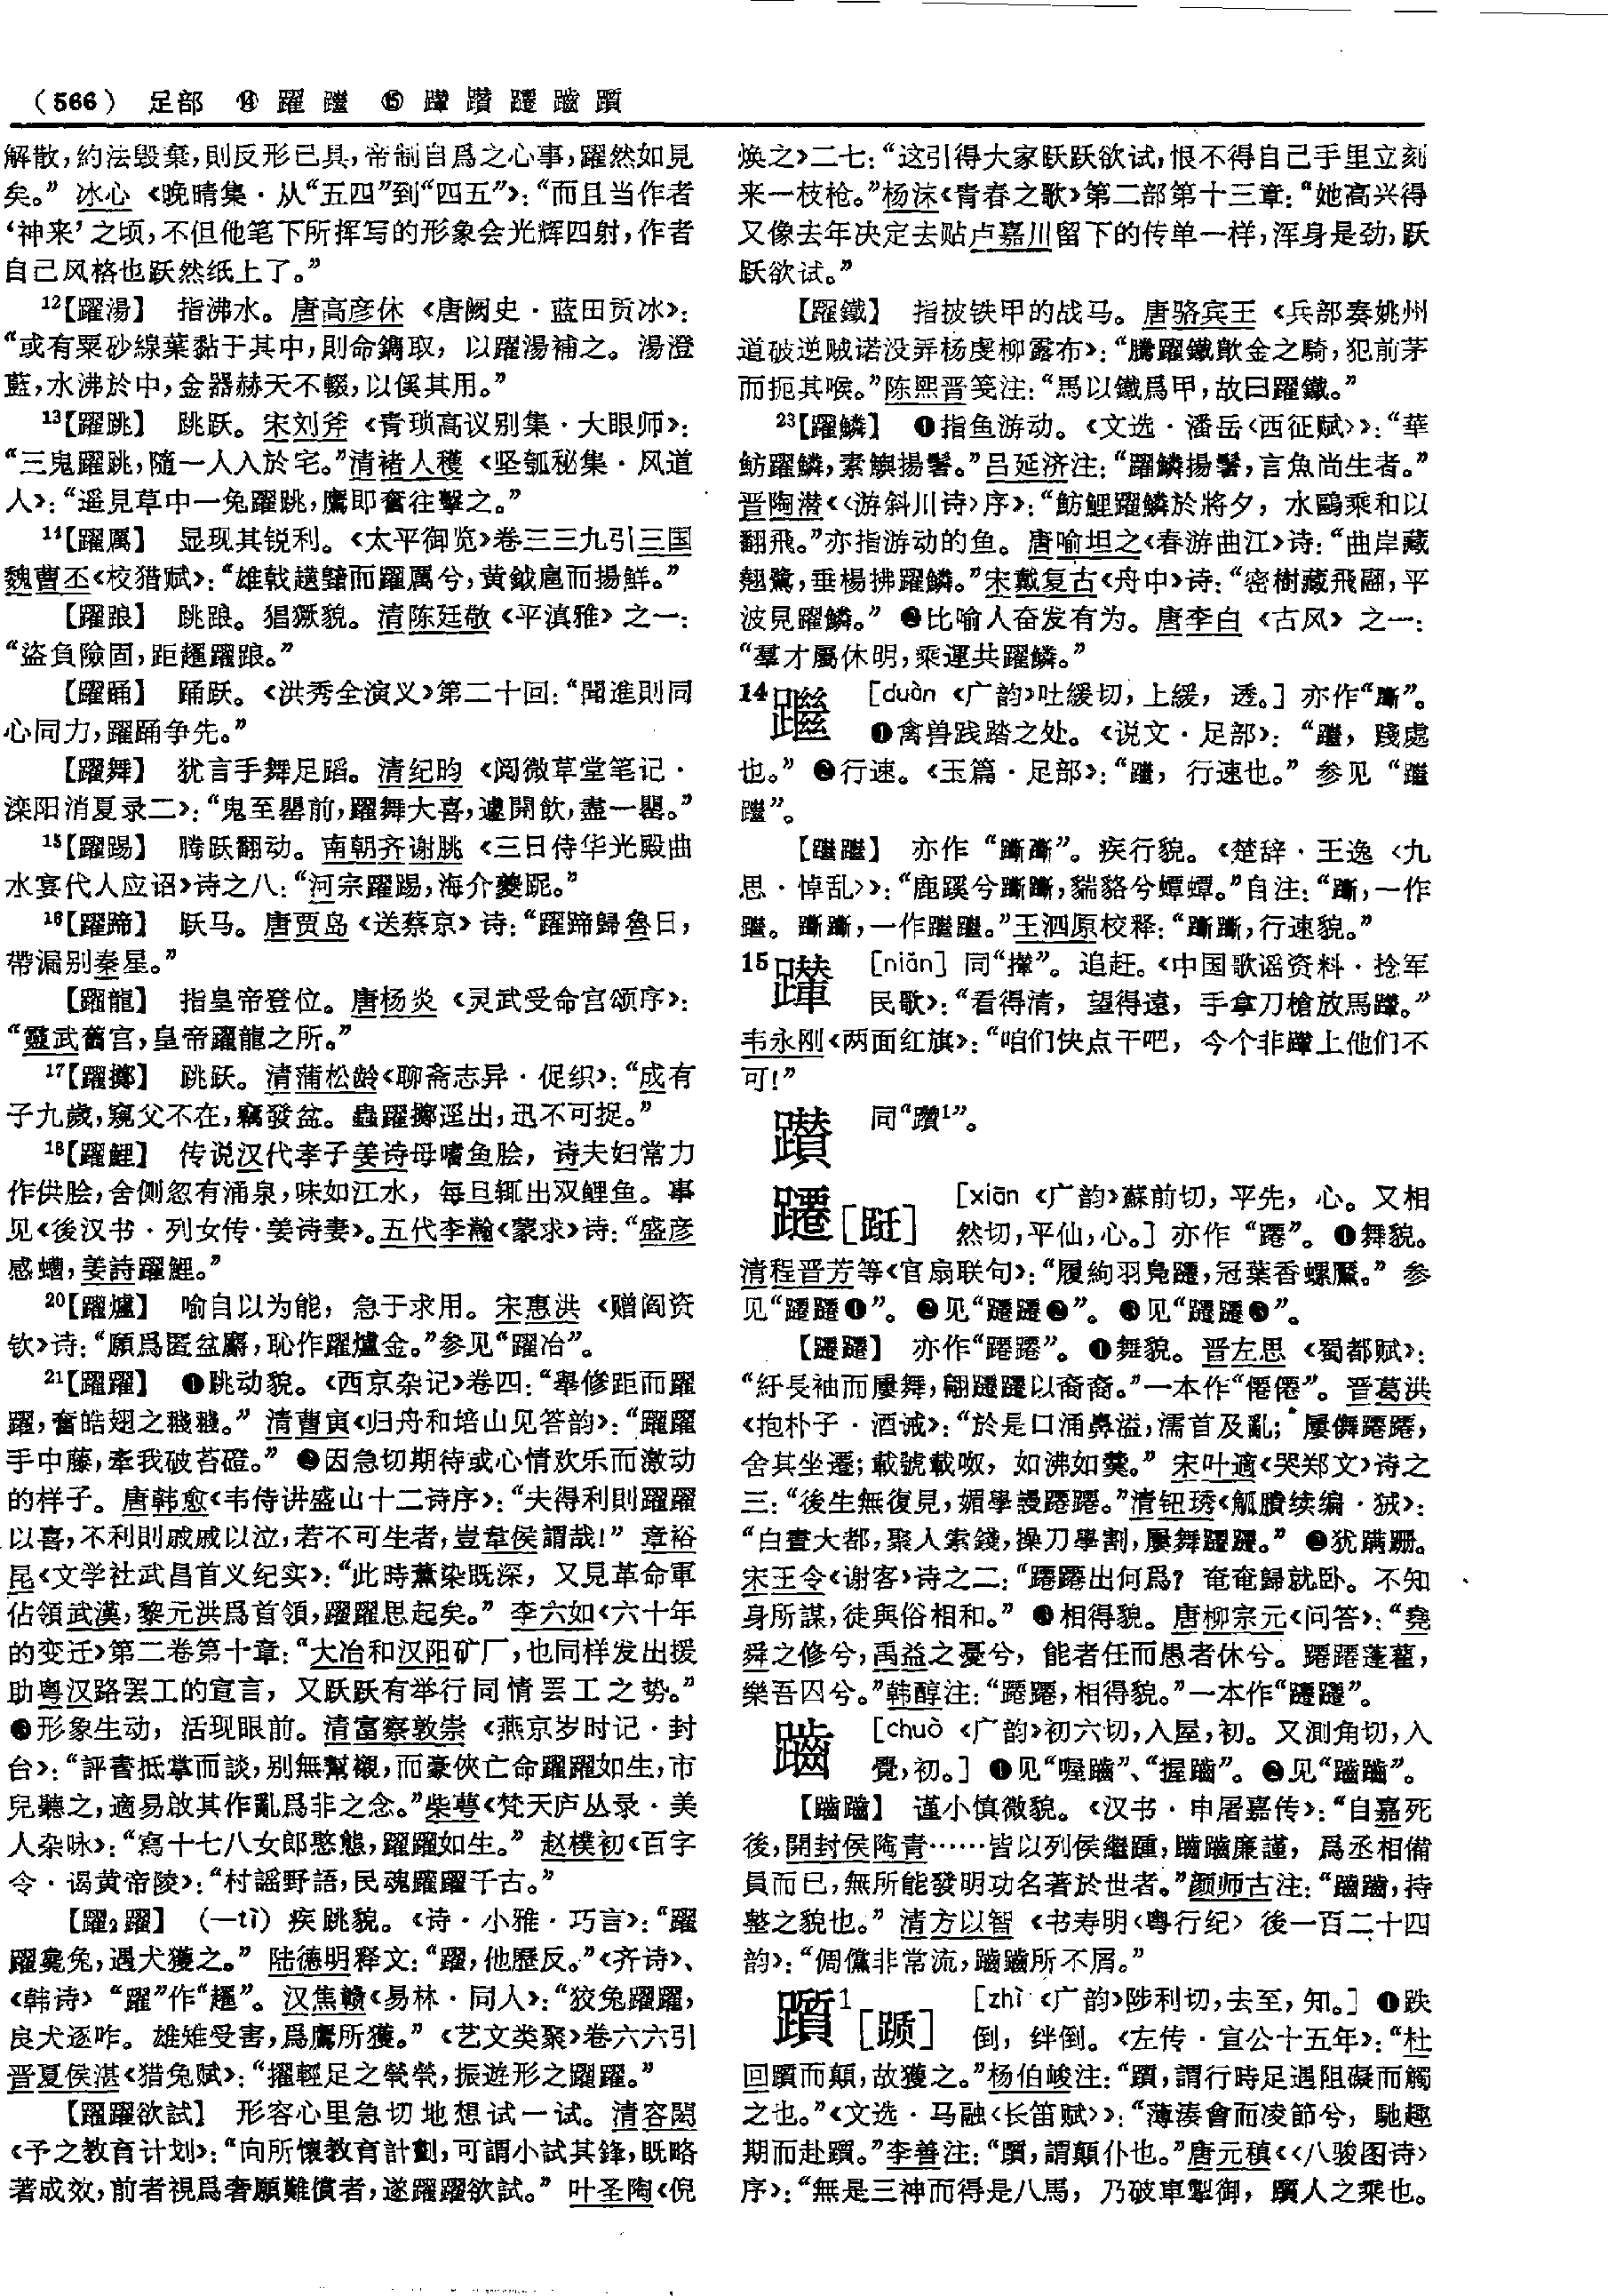 （566） 足部 ⑭ 躍 躖 ⑮ 躚 躓
解散，約法毀棄，則反形已具，帝制自爲之心事，躍然如見
矣。” 冰心《晚晴集·从“五四”到“四五”》：“而且当作者
‘神来’之顷，不但他笔下所挥写的形象会光辉四射，作者
自己风格也跃然纸上了。”
12【躍湯】 指沸水。唐高彦休《唐阙史·蓝田贡冰》：
“或有粟砂線葉黏于其中，則命鐫取，以躍湯補之。湯澄
藍，水沸於中，金器赫天不輟，以傒其用。”
13【躍跳】 跳跃。宋刘斧《青琐高议别集·大眼师》：
“三鬼躍跳，隨一人入於宅。”清褚人穫《坚瓠秘集·风道
人》：“遥見草中一兔躍跳，鷹即奮往擊之。”
14【躍厲】 显现其锐利。《太平御览》卷三三九引三国
魏曹丕《校猎赋》：“雄戟趪而躍厲兮，黄鉞扈而揚鮮。”
【躍踉】 跳踉。猖獗貌。清陈廷敬《平滇雅》之一：
“盜負險固，距趯躍踉。”
【躍踊】 踊跃。《洪秀全演义》第二十回：“聞進則同
心同力，躍踊争先。”
【躍舞】 犹言手舞足蹈。清纪昀《阅微草堂笔记·
滦阳消夏录二》：“鬼至罌前，躍舞大喜，遽開飲，盡一罌。”
15【躍踢】 腾跃翻动。南朝齐谢朓《三日侍华光殿曲
水宴代人应诏》诗之八：“河宗躍踢，海介夔跜。”
16【躍蹄】 跃马。唐贾岛《送蔡京》诗：“躍蹄歸魯日，
帶漏别秦星。”
【躍龍】 指皇帝登位。唐杨炎《灵武受命宫颂序》：
“靈武舊宫，皇帝躍龍之所。”
17【躍擲】 跳跃。清蒲松龄《聊斋志异·促织》：“成有
子九歲，窺父不在，竊發盆。蟲躍擲逕出，迅不可捉。”
18【躍鯉】 传说汉代孝子姜诗母嗜鱼脍，诗夫妇常力
作供脍，舍侧忽有涌泉，味如江水，每旦辄出双鲤鱼。事
见《後汉书·列女传·姜诗妻》。五代李瀚《蒙求》诗：“盛彦
感螬，姜詩躍鯉。”
20【躍爐】 喻自以为能，急于求用。宋惠洪《赠阎资
钦》诗：“願爲匿盆麝，恥作躍爐金。”参见“躍冶”。
21【躍躍】 ❶跳动貌。《西京杂记》卷四：“舉修距而躍
躍，奮皓翅之㦮㦮。” 清曹寅《归舟和培山见答韵》：“躍躍
手中藤，牽我破苔磴。” ❷因急切期待或心情欢乐而激动
的样子。唐韩愈《韦侍讲盛山十二诗序》：“夫得利則躍躍
以喜，不利則戚戚以泣，若不可生者，豈韋侯謂哉！” 章裕
昆《文学社武昌首义纪实》：“此時薰染既深，又見革命軍
佔領武漢，黎元洪爲首領，躍躍思起矣。” 李六如《六十年
的变迁》第二卷第十章：“大冶和汉阳矿厂，也同样发出援
助粤汉路罢工的宣言，又跃跃有举行同情罢工之势。”
❸形象生动，活现眼前。清富察敦崇《燕京岁时记·封
台》：“評書抵掌而談，别無幫襯，而豪俠亡命躍躍如生，市
兒聽之，適易啟其作亂爲非之念。”柴萼《梵天庐丛录·美
人杂咏》：“寫十七八女郎憨態，躍躍如生。” 赵樸初《百字
令·谒黄帝陵》：“村謡野語，民魂躍躍千古。”
【躍₂躍】 （—tì）疾跳貌。《诗·小雅·巧言》：“躍
躍毚兔，遇犬獲之。” 陆德明释文：“躍，他歷反。”《齐诗》、
《韩诗》“躍”作“趯”。汉焦赣《易林·同人》：“狡兔躍躍，
良犬逐咋。雄雉受害，爲鷹所獲。”《艺文类聚》卷六六引
晋夏侯湛《猎兔赋》：“擢輕足之煢煢，振遊形之躍躍。”
【躍躍欲試】 形容心里急切地想试一试。清容闳
《予之教育计划》：“向所懷教育計劃，可謂小試其鋒，既略
著成效，前者視爲奢願難償者，遂躍躍欲試。” 叶圣陶《倪
焕之》二七：“这引得大家跃跃欲试，恨不得自己手里立刻
来一枝枪。”杨沫《青春之歌》第二部第十三章：“她高兴得
又像去年决定去贴卢嘉川留下的传单一样，浑身是劲，跃
跃欲试。”
【躍鐵】 指披铁甲的战马。唐骆宾王《兵部奏姚州
道破逆贼诺没弄杨虔柳露布》：“騰躍鐵歕金之騎，犯前茅
而扼其喉。”陈熙晋笺注：“馬以鐵爲甲，故曰躍鐵。”
23【躍鱗】 ❶指鱼游动。《文选·潘岳〈西征赋〉》：“華
魴躍鱗，素鱮揚鬐。”吕延济注：“躍鱗揚鬐，言魚尚生者。”
晋陶潜《〈游斜川诗〉序》：“魴鯉躍鱗於將夕，水鷗乘和以
翻飛。”亦指游动的鱼。唐喻坦之《春游曲江》诗：“曲岸藏
翹鷺，垂楊拂躍鱗。”宋戴复古《舟中》诗：“密樹藏飛翮，平
波見躍鱗。” ❷比喻人奋发有为。唐李白《古风》之一：
“羣才屬休明，乘運共躍鱗。”
14 躖 ［duàn《广韵》吐緩切，上緩，透。］亦作“䠪”。
❶禽兽践踏之处。《说文·足部》：“躖，踐處
也。” ❷行速。《玉篇·足部》：“躖，行速也。” 参见“躖
躖”。
【躖躖】 亦作“”。疾行貌。《楚辞·王逸〈九
思·悼乱〉》：“鹿蹊兮，貒貉兮蟫蟫。”自注：“，一作
躖。，一作躖躖。”王泗原校释：“，行速貌。”
15 ［niǎn］同“攆”。追赶。《中国歌谣资料·捻军
民歌》：“看得清，望得遠，手拿刀槍放馬。”
韦永刚《两面红旗》：“咱们快点干吧，今个非上他们不
可！”
同“躦¹”。
躚［跹］ ［xiān《广韵》蘇前切，平先，心。又相
然切，平仙，心。］亦作“蹮”。❶舞貌。
清程晋芳等《官扇联句》：“履絇羽凫躚，冠葉香螺鬳。” 参
见“躚躚❶”。❷见“躚躚❷”。❸见“躚躚❸”。
【躚躚】 亦作“蹮蹮”。❶舞貌。晋左思《蜀都赋》：
“紆長袖而屢舞，翩躚躚以裔裔。”一本作“僊僊”。晋葛洪
《抱朴子·酒诫》：“於是口涌鼻溢，濡首及亂；屢儛蹮蹮，
舍其坐遷；載號載呶，如沸如羹。” 宋叶適《哭郑文》诗之
三：“後生無復見，媚學謾蹮蹮。”清钮琇《觚賸续编·狨》：
“白晝大都，聚人索錢，操刀學割，屢舞躚躚。” ❷犹蹒跚。
宋王令《谢客》诗之二：“蹮蹮出何爲？奄奄歸就卧。不知
身所謀，徒與俗相和。” ❸相得貌。唐柳宗元《问答》：“堯
舜之修兮，禹益之憂兮，能者任而愚者休兮。蹮蹮蓬藋，
樂吾囚兮。”韩醇注：“蹮蹮，相得貌。”一本作“躚躚”。
䠡 ［chuò《广韵》初六切，入屋，初。又測角切，入
覺，初。］❶见“喔”、“握”。❷见“”。
【】 谨小慎微貌。《汉书·申屠嘉传》：“自嘉死
後，開封侯陶青……皆以列侯繼踵，廉謹，爲丞相備
員而已，無所能發明功名著於世者。”颜师古注：“，持
整之貌也。” 清方以智《书寿明〈粤行纪〉後一百二十四
韵》：“倜儻非常流，所不屑。”
躓¹［踬］ ［zhì《广韵》陟利切，去至，知。］❶跌
倒，绊倒。《左传·宣公十五年》：“杜
回躓而顛，故獲之。”杨伯峻注：“躓，謂行時足遇阻礙而觸
之也。”《文选·马融〈长笛赋〉》：“薄湊會而凌節兮，馳趣
期而赴躓。”李善注：“躓，謂顛仆也。”唐元稹《〈八骏图诗〉
序》：“無是三神而得是八馬，乃破車掣御，躓人之乘也。